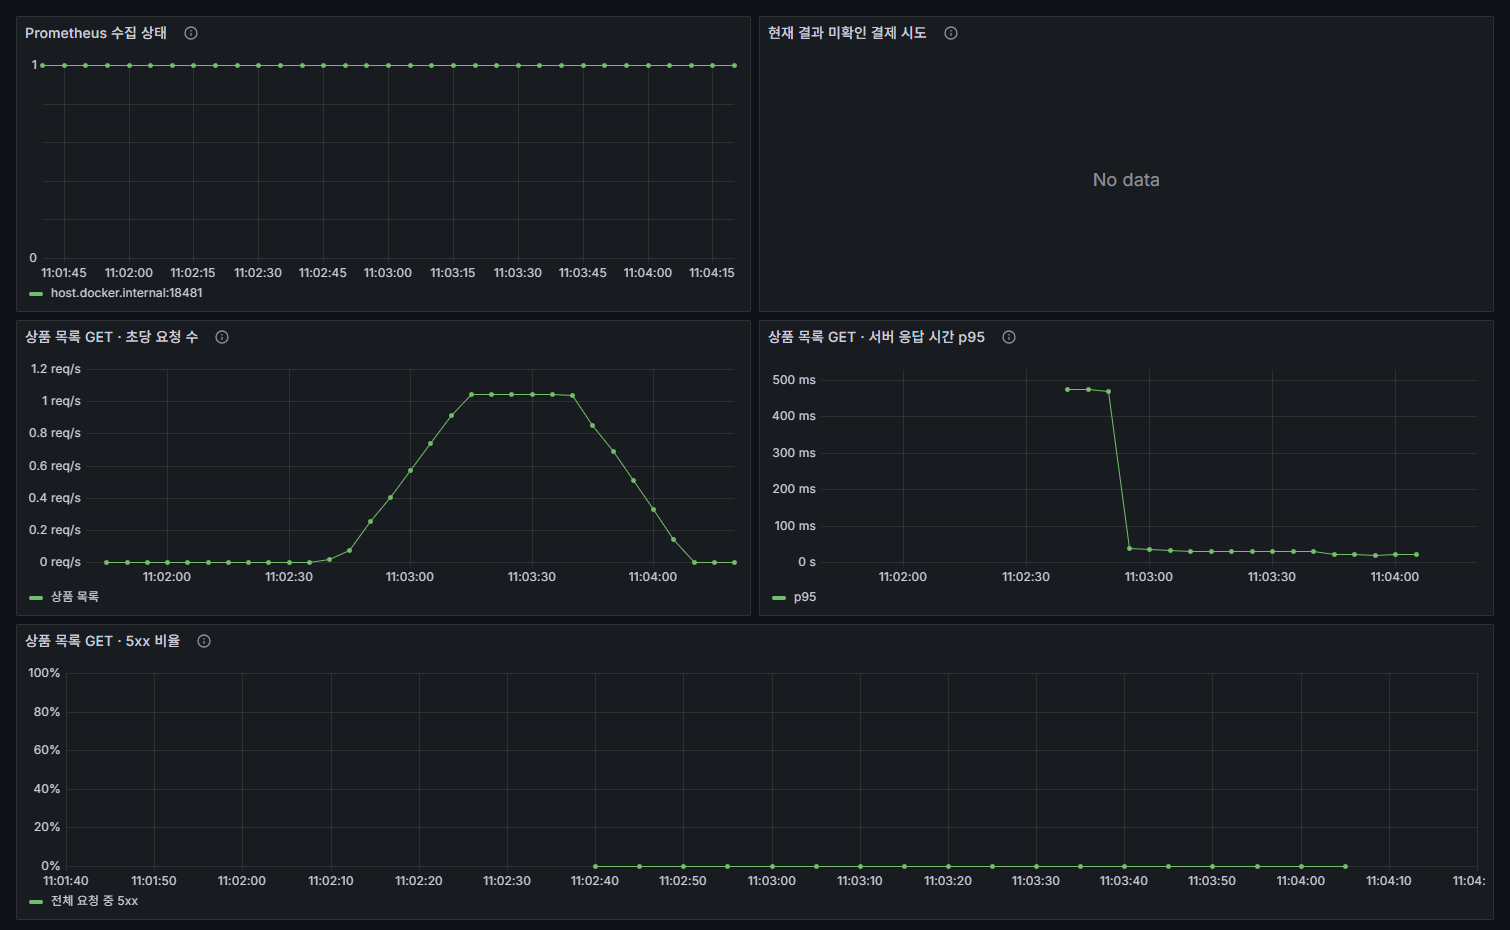 Prometheus 수집 상태
1
0
11:01:45 11:02:00 11:02:15 11:02:30 11:02:45 11:03:00 11:03:15 11:03:30 11:03:45 11:04:00 11:04:15
host.docker.internal:18481
현재 결과 미확인 결제 시도
No data
상품 목록 GET · 초당 요청 수
1.2 req/s
1 req/s
0.8 req/s
0.6 req/s
0.4 req/s
0.2 req/s
0 req/s
11:02:00 11:02:30 11:03:00 11:03:30 11:04:00
상품 목록
상품 목록 GET · 서버 응답 시간 p95
500 ms
400 ms
300 ms
200 ms
100 ms
0 s
11:02:00 11:02:30 11:03:00 11:03:30 11:04:00
p95
상품 목록 GET · 5xx 비율
100%
80%
60%
40%
20%
0%
11:01:40 11:01:50 11:02:00 11:02:10 11:02:20 11:02:30 11:02:40 11:02:50 11:03:00 11:03:10 11:03:20 11:03:30 11:03:40 11:03:50 11:04:00 11:04:10 11:04:
전체 요청 중 5xx